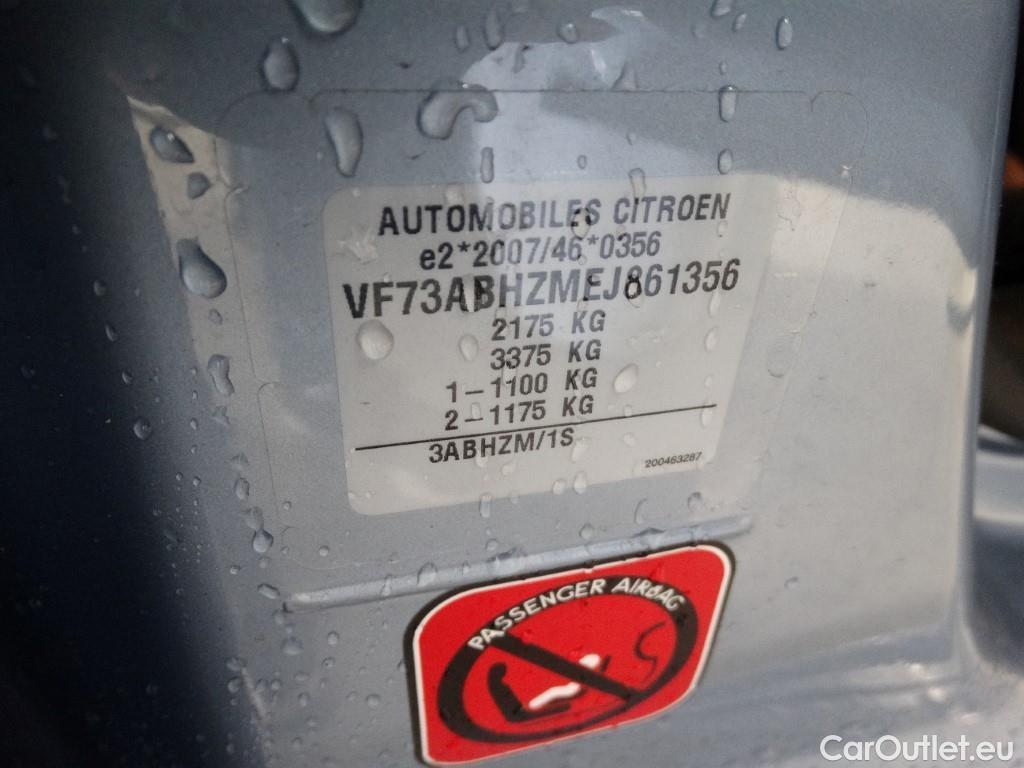 AUTOMOBILES CITROEN
e2*2007/46*0356
VF73ABHZMEJ861356
2175 KG
3375 KG
1-1100 KG
2-1175 KG
3ABHZM/1S
200463287
PASSENGER AIRBAG
CarOutlet.eu